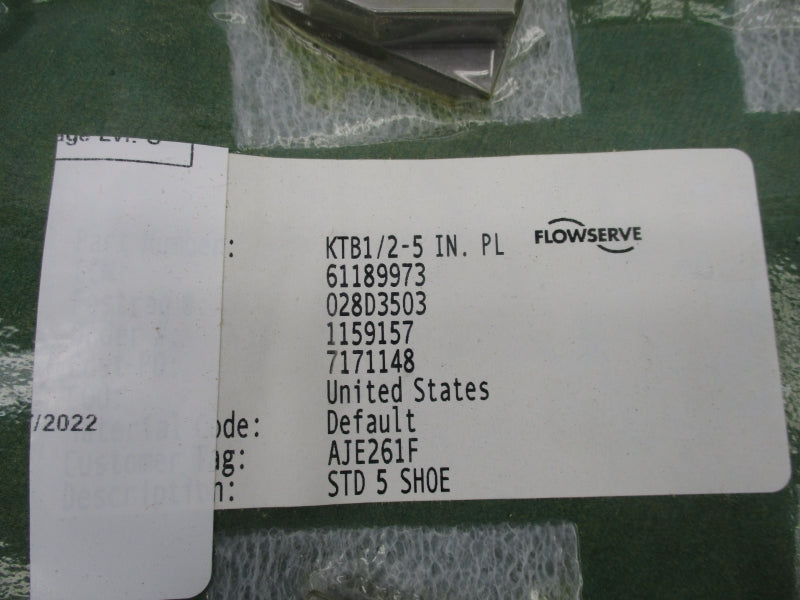 KTB1/2-5 IN. PL FLOWSERVE
61189973
028D3503
1159157
7171148
United States
/2022
ode: Default
Customer Tag: AJE261F
Description: STD 5 SHOE